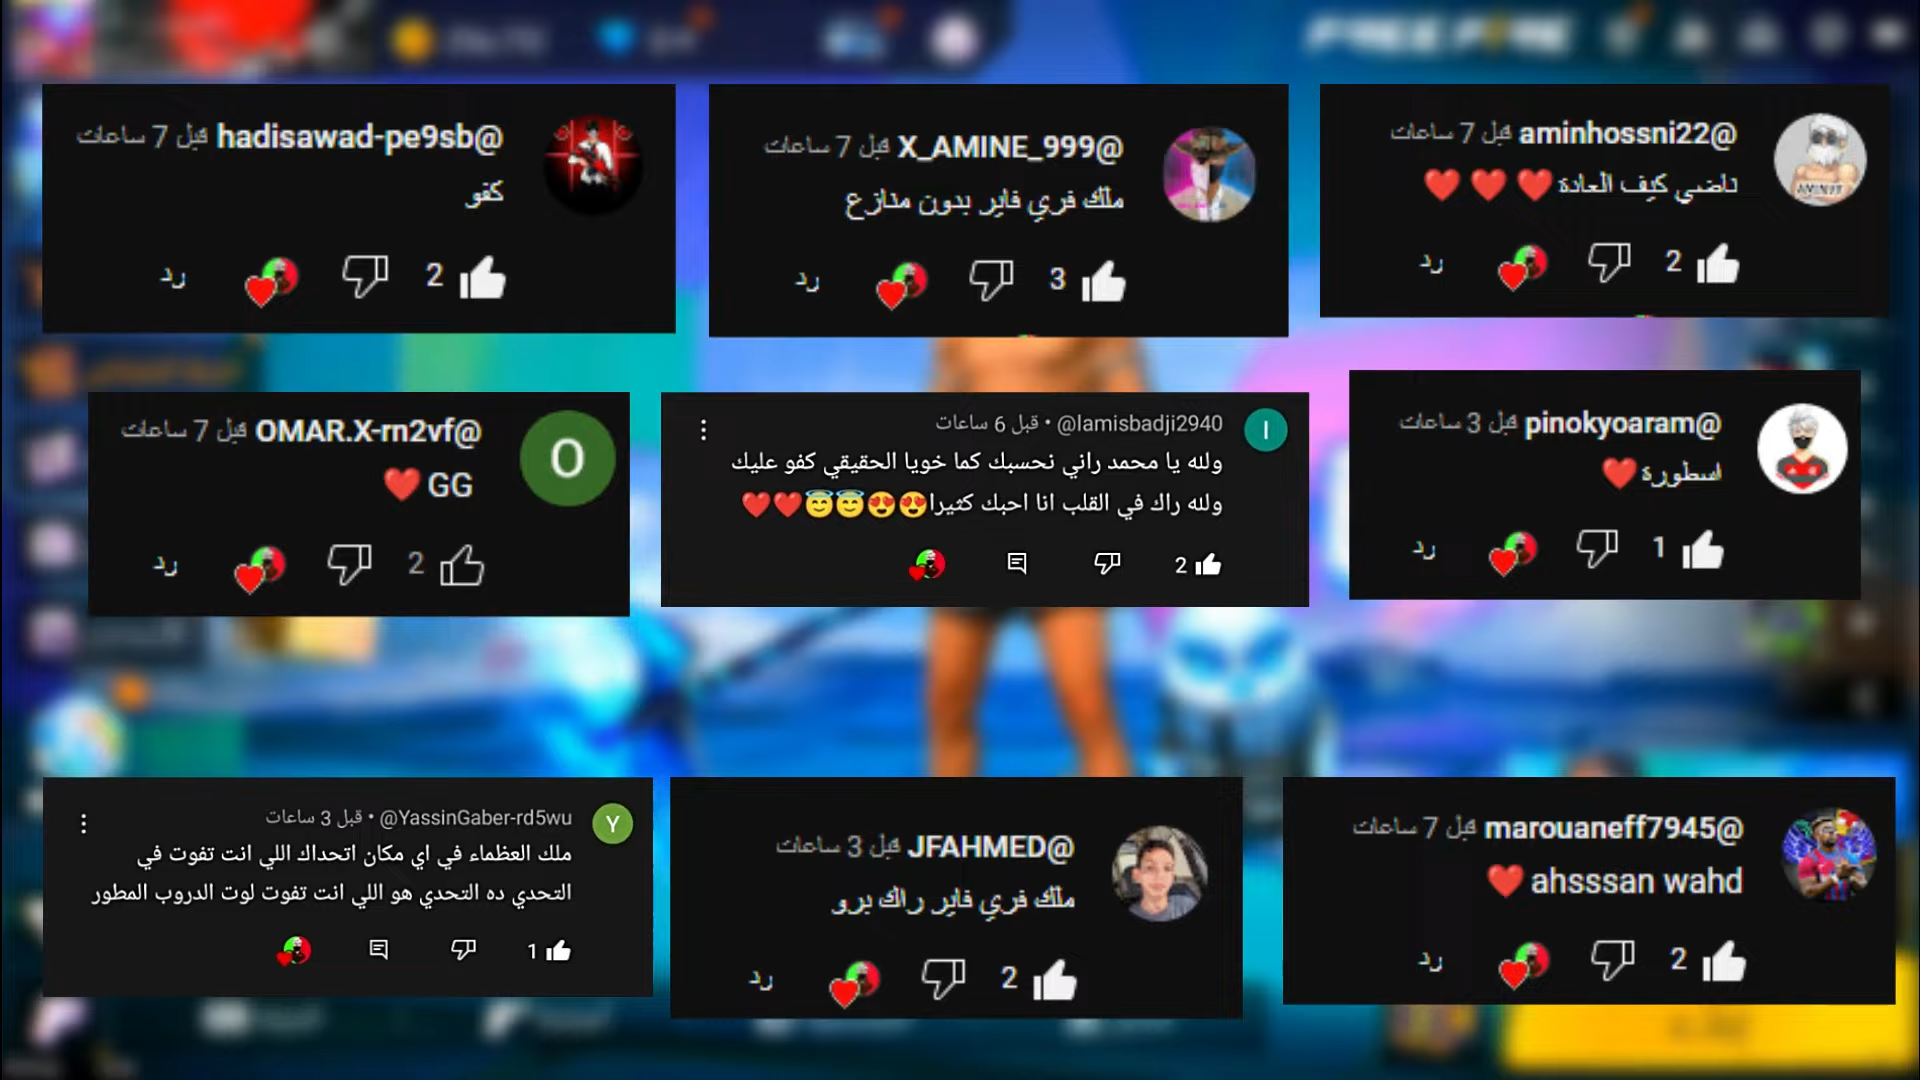 FREE FIRE
@hadisawad-pe9sb قبل 7 ساعات
كفو
2 رد
@X_AMINE_999 قبل 7 ساعات
ملك فري فاير بدون منازع
3 رد
@aminhossni22 قبل 7 ساعات
ناضي كيف العادة❤️❤️❤️
AMINFF
2 رد
@OMAR.X-rn2vf قبل 7 ساعات
GG❤️
O
2 رد
@lamisbadji2940 • قبل 6 ساعات
ولله يا محمد راني نحسبك كما خويا الحقيقي كفو عليك
ولله راك في القلب انا احبك كثيرا😍😍😇😇❤️❤️
l
2
@pinokyoaram قبل 3 ساعات
اسطورة❤️
1 رد
@YassinGaber-rd5wu • قبل 3 ساعات
ملك العظماء في اي مكان اتحداك اللي انت تفوت في
التحدي ده التحدي هو اللي انت تفوت لوت الدروب المطور
Y
1
@JFAHMED قبل 3 ساعات
ملك فري فاير راك برو
2 رد
@marouaneff7945 قبل 7 ساعات
ahsssan wahd❤️
2 رد